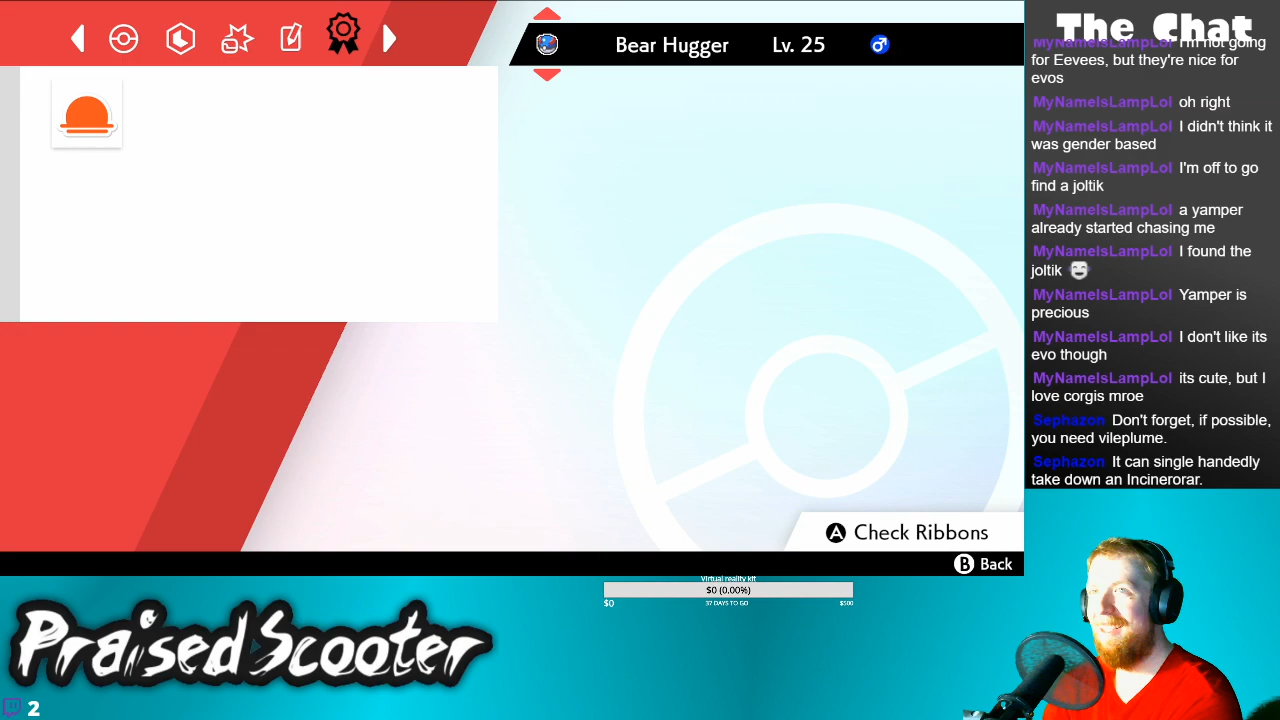 Bear Hugger Lv. 25
Check Ribbons
Back
The Chat
MyNameIsLampLol I'm not going
for Eevees, but they're nice for
evos
MyNameIsLampLol oh right
MyNameIsLampLol I didn't think it
was gender based
MyNameIsLampLol I'm off to go
find a joltik
MyNameIsLampLol a yamper
already started chasing me
MyNameIsLampLol I found the
joltik
MyNameIsLampLol Yamper is
precious
MyNameIsLampLol I don't like its
evo though
MyNameIsLampLol its cute, but I
love corgis mroe
Sephazon Don't forget, if possible,
you need vileplume.
Sephazon It can single handedly
take down an Incinerorar.
Virtual reality kit
$0 (0.00%)
$0 37 DAYS TO GO $500
Praised Scooter
2